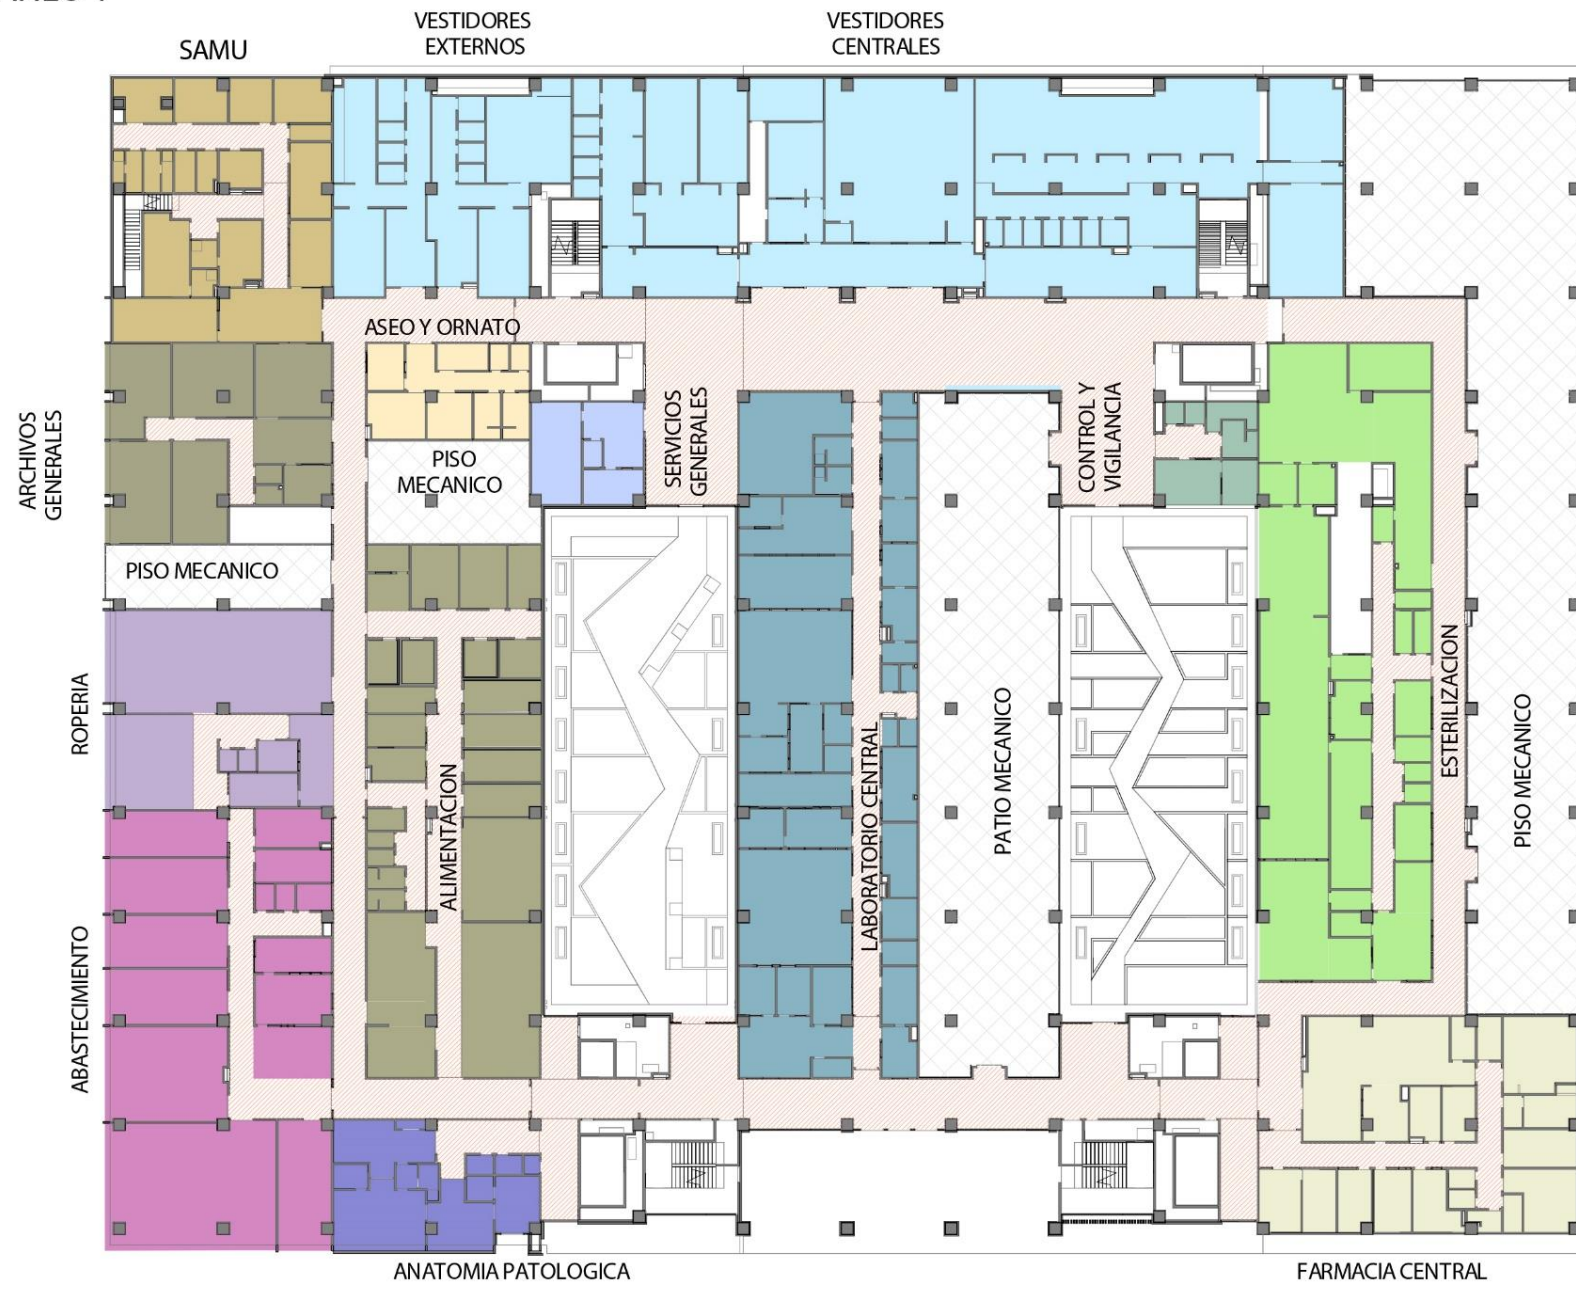 VESTIDORES
EXTERNOS
VESTIDORES
CENTRALES
SAMU
ASEO Y ORNATO
ARCHIVOS
GENERALES
SERVICIOS
GENERALES
CONTROL Y
VIGILANCIA
PISO
MECANICO
PISO MECANICO
ROPERIA
ALIMENTACION
LABORATORIO CENTRAL
PATIO MECANICO
ESTERILIZACION
PISO MECANICO
ABASTECIMIENTO
ANATOMIA PATOLOGICA
FARMACIA CENTRAL